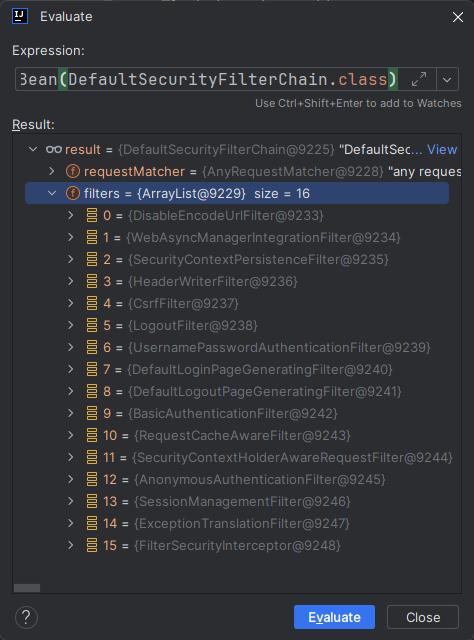 Evaluate
Expression:
Bean(DefaultSecurityFilterChain.class)
Use Ctrl+Shift+Enter to add to Watches
Result:
result = {DefaultSecurityFilterChain@9225} "DefaultSec... View
requestMatcher = {AnyRequestMatcher@9228} "any reques
filters = {ArrayList@9229} size = 16
0 = {DisableEncodeUrlFilter@9233}
1 = {WebAsyncManagerIntegrationFilter@9234}
2 = {SecurityContextPersistenceFilter@9235}
3 = {HeaderWriterFilter@9236}
4 = {CsrfFilter@9237}
5 = {LogoutFilter@9238}
6 = {UsernamePasswordAuthenticationFilter@9239}
7 = {DefaultLoginPageGeneratingFilter@9240}
8 = {DefaultLogoutPageGeneratingFilter@9241}
9 = {BasicAuthenticationFilter@9242}
10 = {RequestCacheAwareFilter@9243}
11 = {SecurityContextHolderAwareRequestFilter@9244}
12 = {AnonymousAuthenticationFilter@9245}
13 = {SessionManagementFilter@9246}
14 = {ExceptionTranslationFilter@9247}
15 = {FilterSecurityInterceptor@9248}
? Evaluate Close